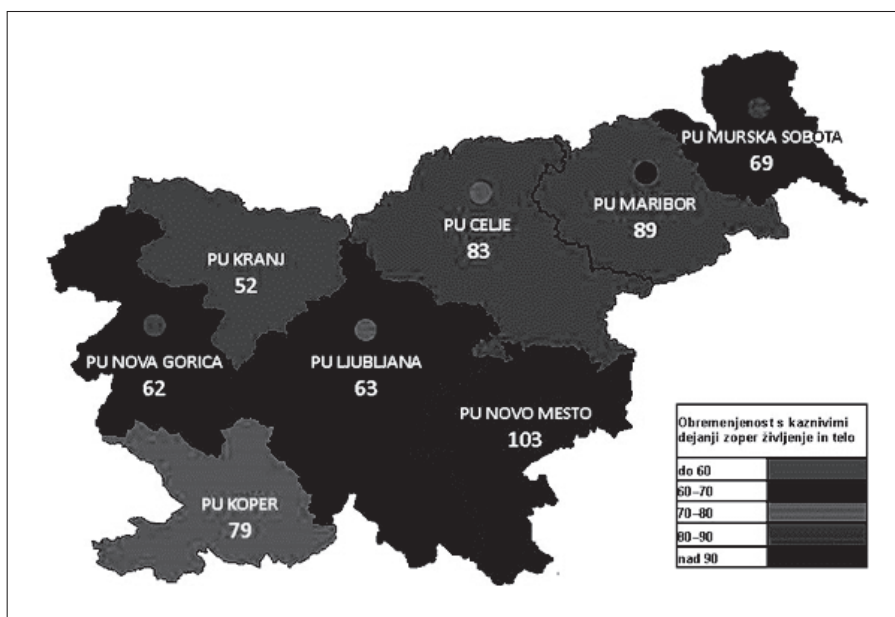 PU MURSKA SOBOTA
69
PU MARIBOR
89
PU CELJE
83
PU KRANJ
52
PU NOVA GORICA
62
PU LJUBLJANA
63
PU NOVO MESTO
103
PU KOPER
79
Obremenjenost s kaznivimi
dejanji zoper življenje in telo
do 60
60–70
70–80
80–90
nad 90